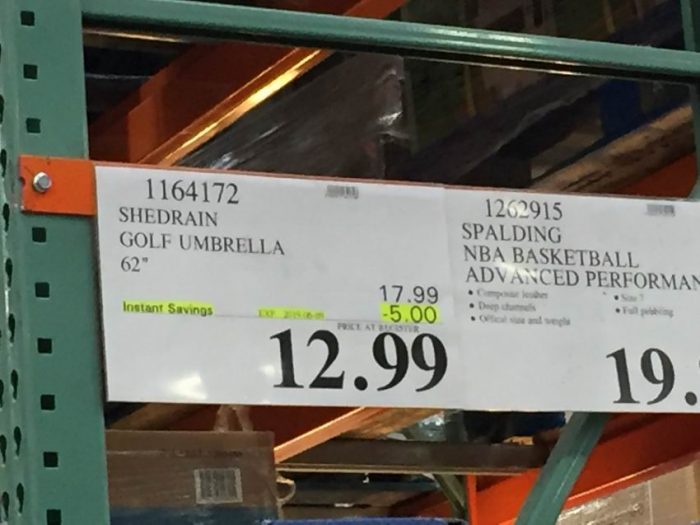 1164172
SHEDRAIN
GOLF UMBRELLA
62"
17.99
Instant Savings
-5.00
PRICE AT REGISTER
12.99
1262915
SPALDING
NBA BASKETBALL
ADVANCED PERFORMAN
• Composite leather
• Deep channels
• Official size and weight
• Size 7
• Full pebbling
19.